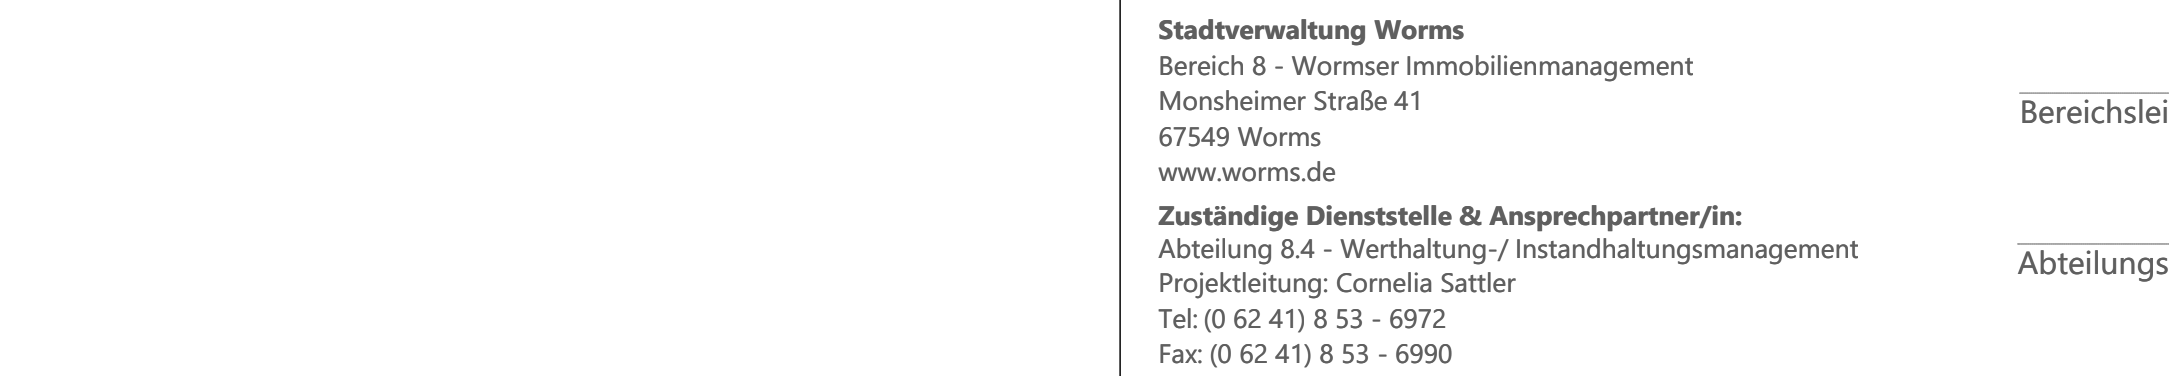 Stadtverwaltung Worms
Bereich 8 - Wormser Immobilienmanagement
Monsheimer Straße 41
67549 Worms
www.worms.de
Zuständige Dienststelle & Ansprechpartner/in:
Abteilung 8.4 - Werthaltung-/ Instandhaltungsmanagement
Projektleitung: Cornelia Sattler
Tel: (0 62 41) 8 53 - 6972
Fax: (0 62 41) 8 53 - 6990
Bereichslei
Abteilungs